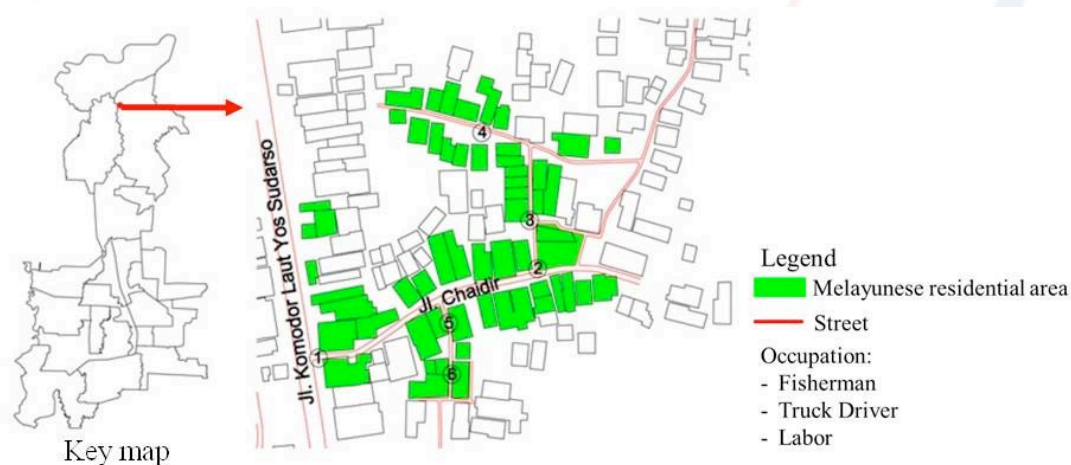 Key map
Jl. Komodor Laut Yos Sudarso
Jl. Chaidir
1
2
3
4
5
6
Legend
Melayunese residential area
Street
Occupation:
- Fisherman
- Truck Driver
- Labor